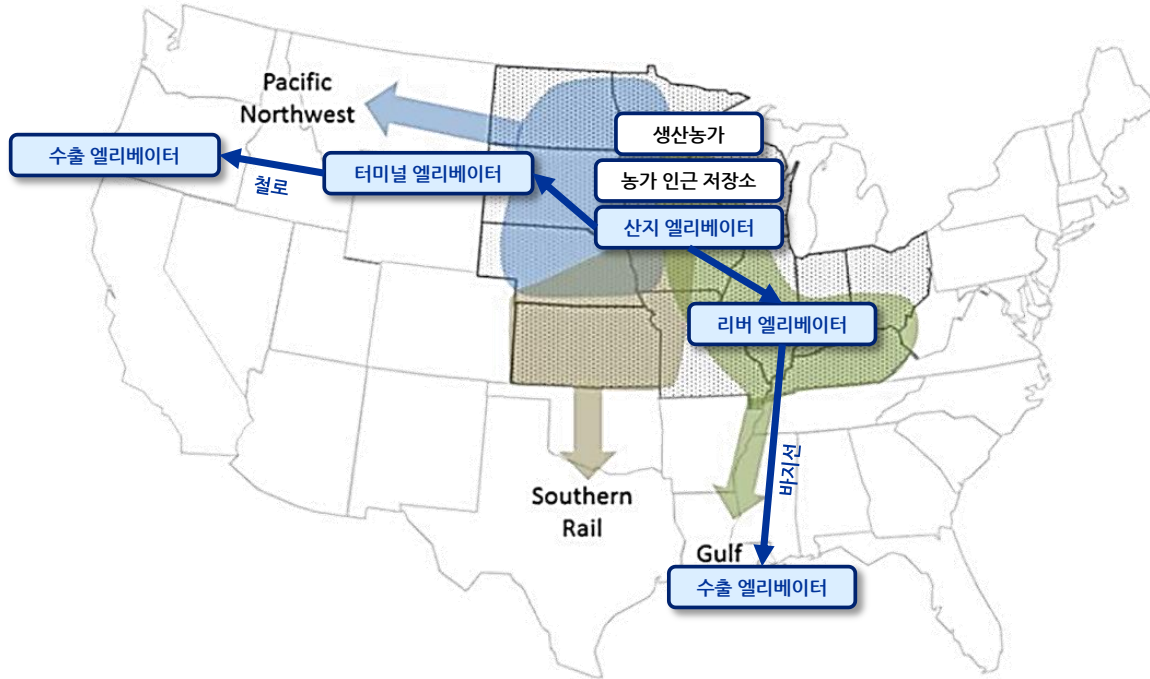 Pacific
Northwest
생산농가
수출 엘리베이터
터미널 엘리베이터
농가 인근 저장소
철로
산지 엘리베이터
리버 엘리베이터
바지선
Southern
Rail
Gulf
수출 엘리베이터